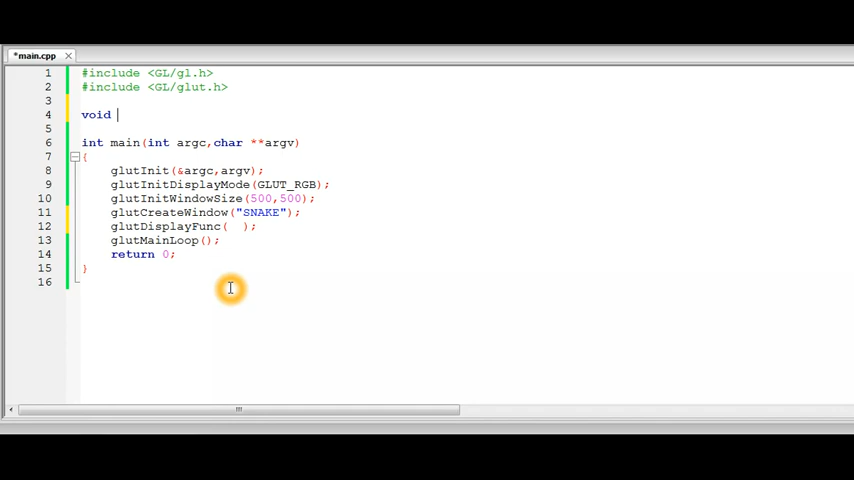 *main.cpp
1 #include <GL/gl.h>
2 #include <GL/glut.h>
3
4 void
5
6 int main(int argc,char **argv)
7 {
8 glutInit(&argc,argv);
9 glutInitDisplayMode(GLUT_RGB);
10 glutInitWindowSize(500,500);
11 glutCreateWindow("SNAKE");
12 glutDisplayFunc(  );
13 glutMainLoop();
14 return 0;
15 }
16